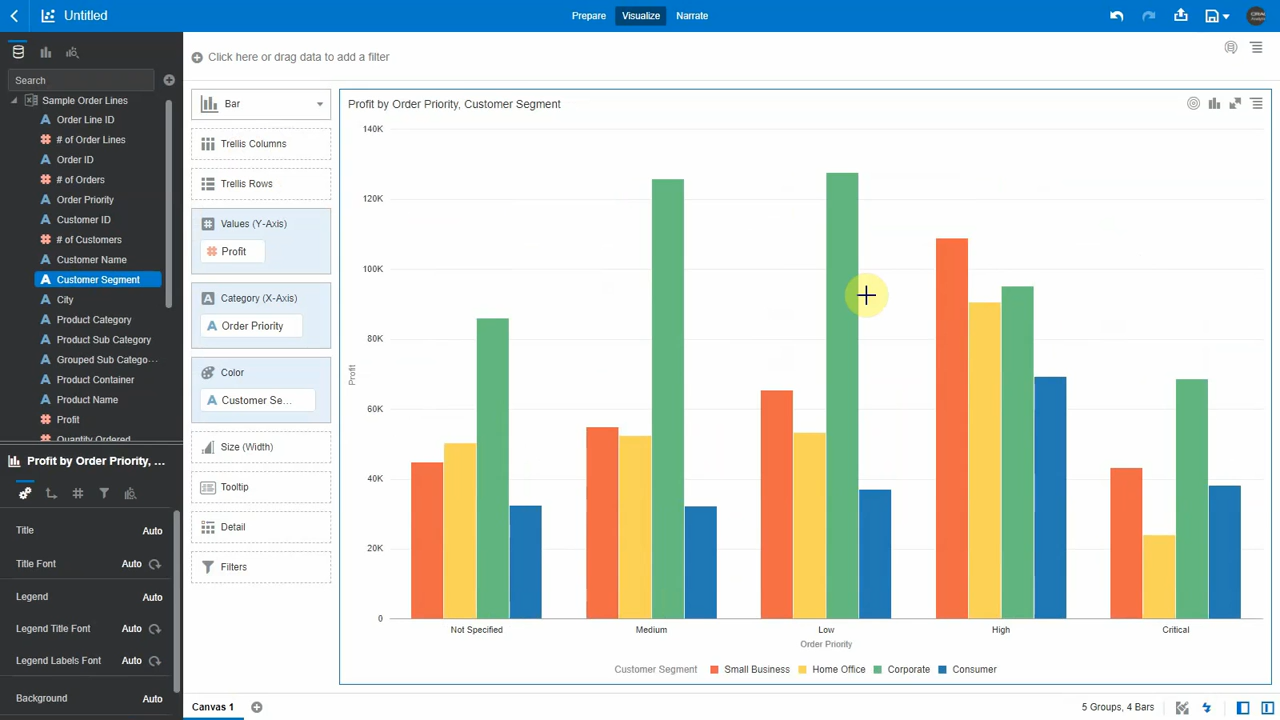 Untitled
Prepare
Visualize
Narrate
Click here or drag data to add a filter
Search
Sample Order Lines
A Order Line ID
# of Order Lines
A Order ID
# of Orders
A Order Priority
A Customer ID
# of Customers
A Customer Name
A Customer Segment
A City
A Product Category
A Product Sub Category
A Grouped Sub Catego...
A Product Container
A Product Name
Profit
Quantity Ordered
Profit by Order Priority, ...
Title Auto
Title Font Auto
Legend Auto
Legend Title Font Auto
Legend Labels Font Auto
Background Auto
Bar
Trellis Columns
Trellis Rows
Values (Y-Axis)
Profit
Category (X-Axis)
A Order Priority
Color
A Customer Se...
Size (Width)
Tooltip
Detail
Filters
Profit by Order Priority, Customer Segment
140K
120K
100K
80K
60K
40K
20K
0
Profit
Not Specified
Medium
Low
High
Critical
Order Priority
Customer Segment
Small Business
Home Office
Corporate
Consumer
Canvas 1
5 Groups, 4 Bars